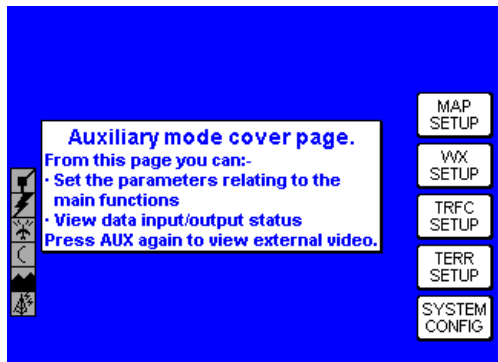 Auxiliary mode cover page.
From this page you can:-
· Set the parameters relating to the
main functions
· View data input/output status
Press AUX again to view external video.
MAP
SETUP
WX
SETUP
TRFC
SETUP
TERR
SETUP
SYSTEM
CONFIG